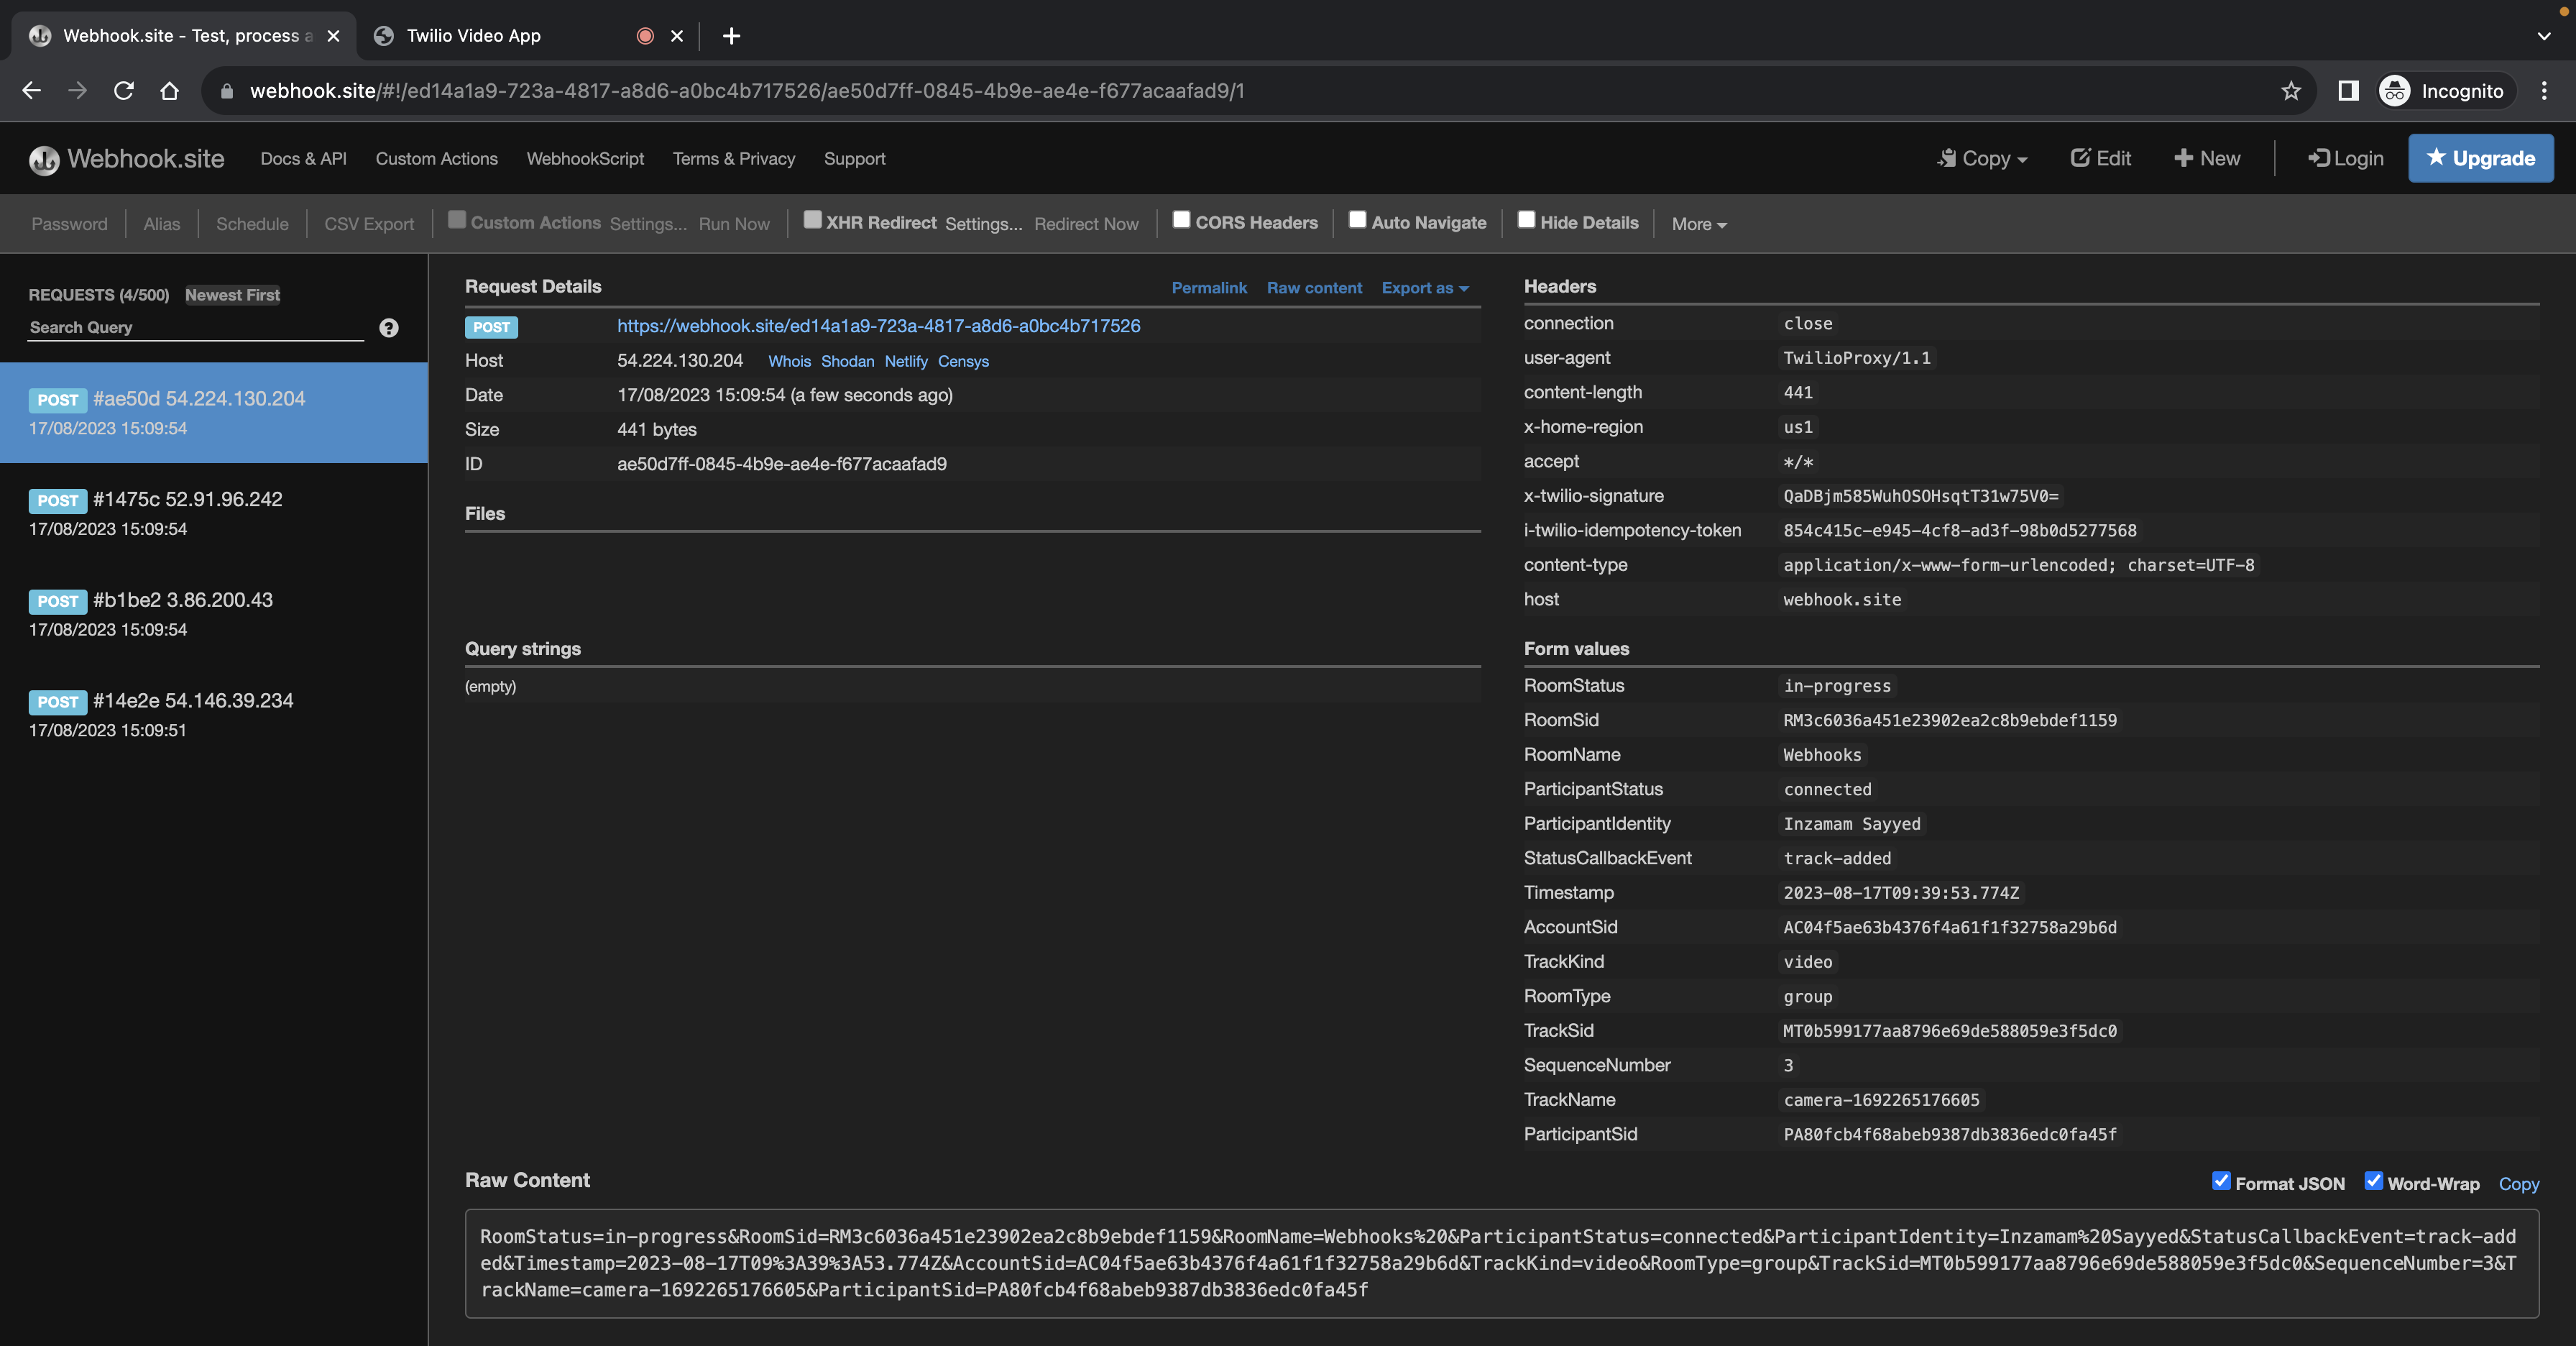 Webhook.site - Test, process a
Twilio Video App
webhook.site/#!/ed14a1a9-723a-4817-a8d6-a0bc4b717526/ae50d7ff-0845-4b9e-ae4e-f677acaafad9/1
Incognito
Webhook.site Docs & API Custom Actions WebhookScript Terms & Privacy Support Copy Edit New Login Upgrade
Password Alias Schedule CSV Export Custom Actions Settings... Run Now XHR Redirect Settings... Redirect Now CORS Headers Auto Navigate Hide Details More
REQUESTS (4/500) Newest First
Search Query
POST #ae50d 54.224.130.204
17/08/2023 15:09:54
POST #1475c 52.91.96.242
17/08/2023 15:09:54
POST #b1be2 3.86.200.43
17/08/2023 15:09:54
POST #14e2e 54.146.39.234
17/08/2023 15:09:51
Request Details Permalink Raw content Export as
POST https://webhook.site/ed14a1a9-723a-4817-a8d6-a0bc4b717526
Host 54.224.130.204 Whois Shodan Netlify Censys
Date 17/08/2023 15:09:54 (a few seconds ago)
Size 441 bytes
ID ae50d7ff-0845-4b9e-ae4e-f677acaafad9
Files
Query strings
(empty)
Headers
connection close
user-agent TwilioProxy/1.1
content-length 441
x-home-region us1
accept */*
x-twilio-signature QaDBjm585WuhOSOHsqtT31w75V0=
i-twilio-idempotency-token 854c415c-e945-4cf8-ad3f-98b0d5277568
content-type application/x-www-form-urlencoded; charset=UTF-8
host webhook.site
Form values
RoomStatus in-progress
RoomSid RM3c6036a451e23902ea2c8b9ebdef1159
RoomName Webhooks
ParticipantStatus connected
ParticipantIdentity Inzamam Sayyed
StatusCallbackEvent track-added
Timestamp 2023-08-17T09:39:53.774Z
AccountSid AC04f5ae63b4376f4a61f1f32758a29b6d
TrackKind video
RoomType group
TrackSid MT0b599177aa8796e69de588059e3f5dc0
SequenceNumber 3
TrackName camera-1692265176605
ParticipantSid PA80fcb4f68abeb9387db3836edc0fa45f
Raw Content Format JSON Word-Wrap Copy
RoomStatus=in-progress&RoomSid=RM3c6036a451e23902ea2c8b9ebdef1159&RoomName=Webhooks%20&ParticipantStatus=connected&ParticipantIdentity=Inzamam%20Sayyed&StatusCallbackEvent=track-add
ed&Timestamp=2023-08-17T09%3A39%3A53.774Z&AccountSid=AC04f5ae63b4376f4a61f1f32758a29b6d&TrackKind=video&RoomType=group&TrackSid=MT0b599177aa8796e69de588059e3f5dc0&SequenceNumber=3&T
rackName=camera-1692265176605&ParticipantSid=PA80fcb4f68abeb9387db3836edc0fa45f